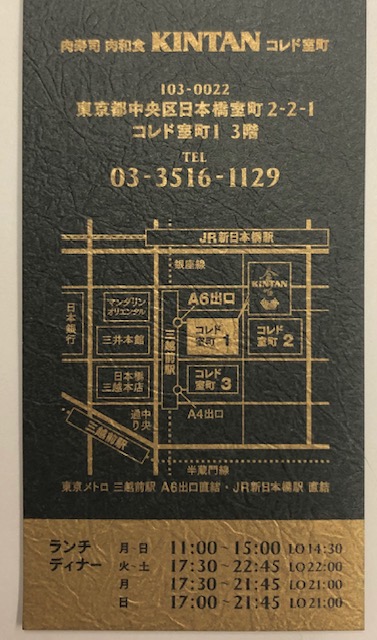 肉寿司 肉和食 KINTAN コレド室町
103-0022
東京都中央区日本橋室町2-2-1
コレド室町1 3階
TEL
03-3516-1129
JR新日本橋駅
銀座線
KINTAN
A6出口
日本銀行
マンダリン
オリエンタル
三越前駅
コレド
室町 1
コレド
室町 2
三井本館
日本橋
三越本店
コレド
室町 3
中央
通り
A4出口
三越前駅
半蔵門線
東京メトロ 三越前駅 A6出口直結・JR新日本橋駅 直結
ランチ 月-日 11:00~15:00 LO14:30
ディナー 火-土 17:30~22:45 LO22:00
月 17:30~21:45 LO21:00
日 17:00~21:45 LO21:00